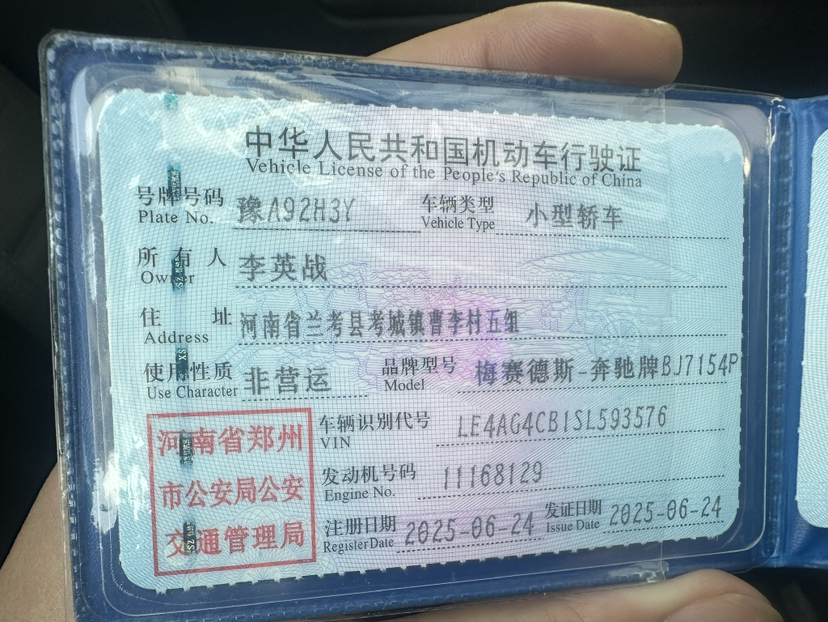 中华人民共和国机动车行驶证
Vehicle License of the People's Republic of China
号牌号码 豫A92H3Y 车辆类型 小型轿车
Plate No. Vehicle Type
所有人 李英战
Owner
住址 河南省兰考县考城镇曹李村五组
Address
使用性质 非营运 品牌型号 梅赛德斯-奔驰牌BJ7154P
Use Character Model
河南省郑州
市公安局公安
交通管理局
车辆识别代号 LE4AG4CB1SL593576
VIN
发动机号码 11168129
Engine No.
注册日期 2025-06-24 发证日期 2025-06-24
Register Date Issue Date